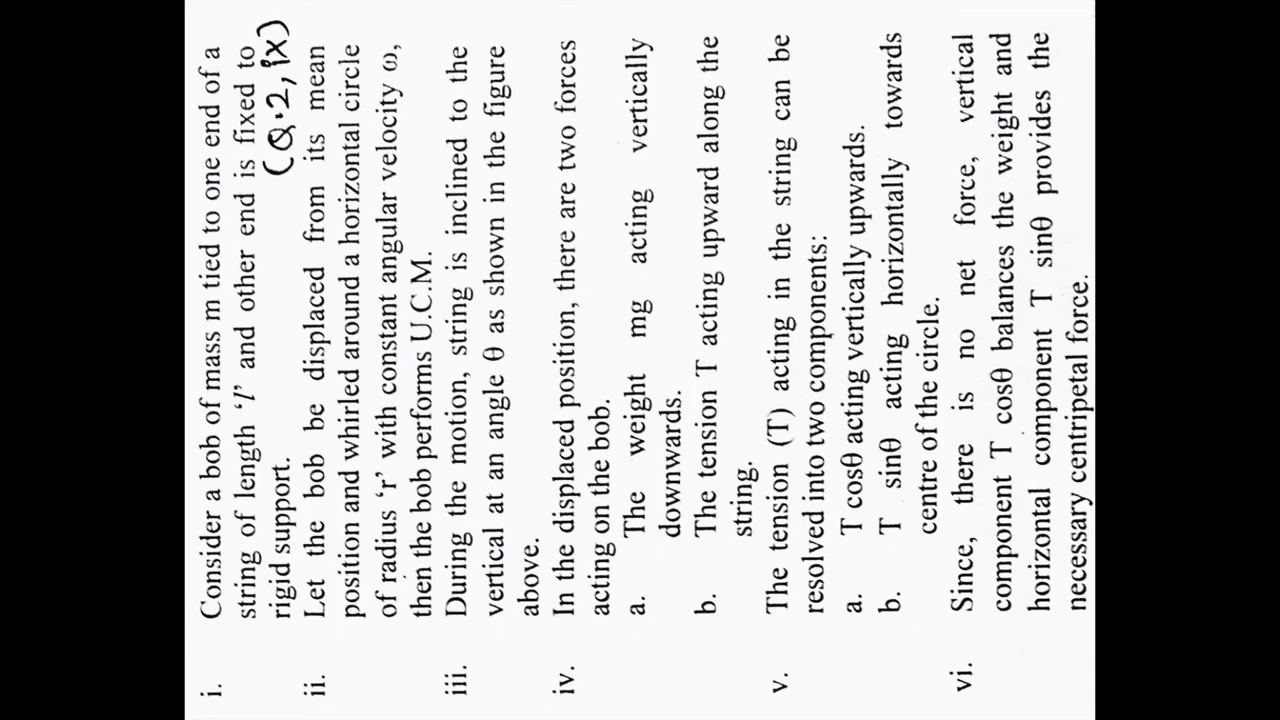 i. Consider a bob of mass m tied to one end of a
string of length 'l' and other end is fixed to
rigid support.
(Q.2, ix)
ii. Let the bob be displaced from its mean
position and whirled around a horizontal circle
of radius 'r' with constant angular velocity ω,
then the bob performs U.C.M.
iii. During the motion, string is inclined to the
vertical at an angle θ as shown in the figure
above.
iv. In the displaced position, there are two forces
acting on the bob.
a. The weight mg acting vertically
downwards.
b. The tension T acting upward along the
string.
v. The tension (T) acting in the string can be
resolved into two components:
a. T cosθ acting vertically upwards.
b. T sinθ acting horizontally towards
centre of the circle.
vi. Since, there is no net force, vertical
component T cosθ balances the weight and
horizontal component T sinθ provides the
necessary centripetal force.